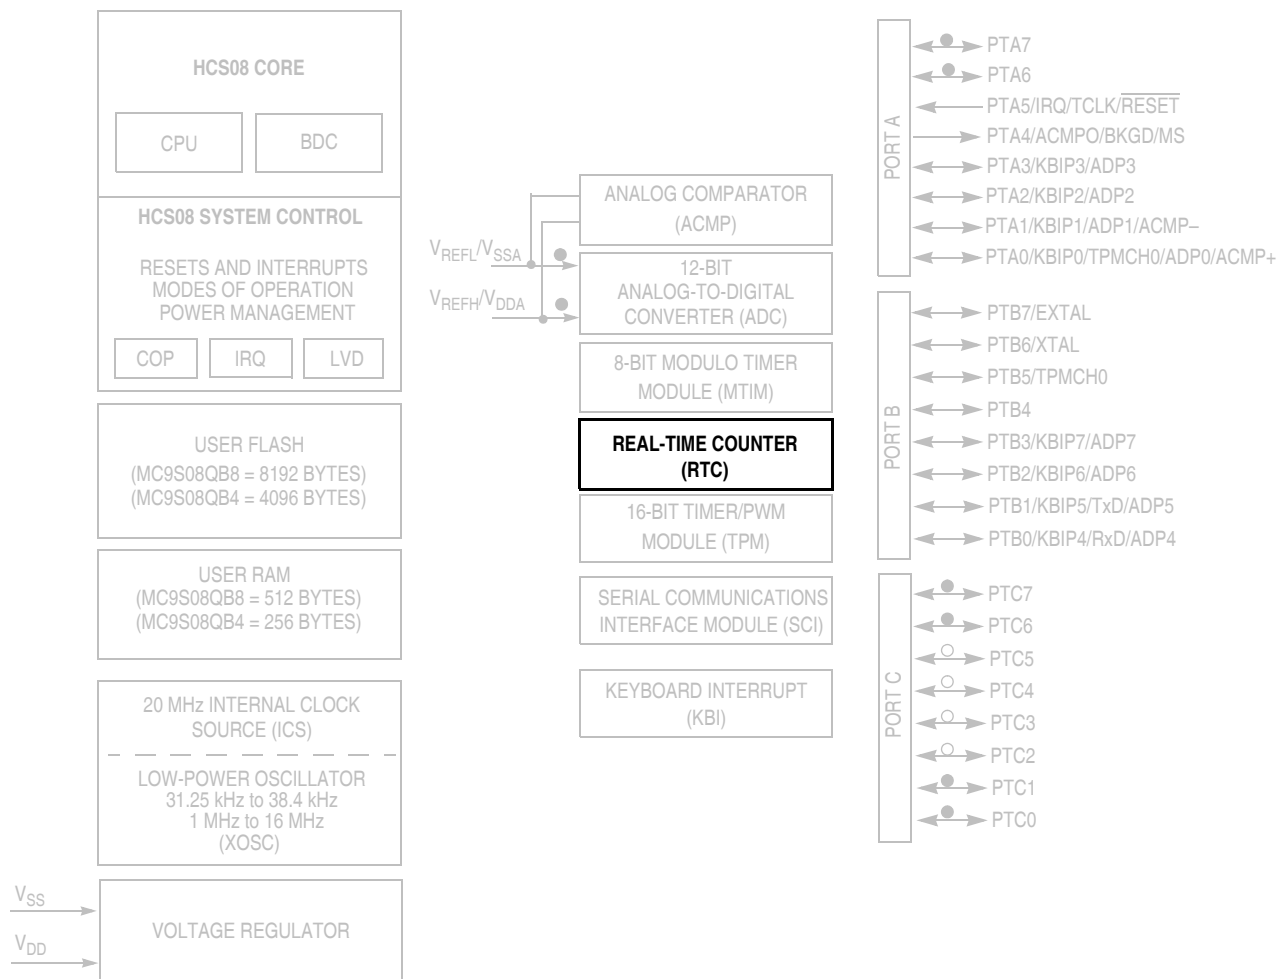 HCS08 CORE
CPU
BDC
HCS08 SYSTEM CONTROL
RESETS AND INTERRUPTS
MODES OF OPERATION
POWER MANAGEMENT
COP
IRQ
LVD
USER FLASH
(MC9S08QB8 = 8192 BYTES)
(MC9S08QB4 = 4096 BYTES)
USER RAM
(MC9S08QB8 = 512 BYTES)
(MC9S08QB4 = 256 BYTES)
20 MHz INTERNAL CLOCK
SOURCE (ICS)
LOW-POWER OSCILLATOR
31.25 kHz to 38.4 kHz
1 MHz to 16 MHz
(XOSC)
VSS
VDD
VOLTAGE REGULATOR
VREFL/VSSA
VREFH/VDDA
ANALOG COMPARATOR
(ACMP)
12-BIT
ANALOG-TO-DIGITAL
CONVERTER (ADC)
8-BIT MODULO TIMER
MODULE (MTIM)
REAL-TIME COUNTER
(RTC)
16-BIT TIMER/PWM
MODULE (TPM)
SERIAL COMMUNICATIONS
INTERFACE MODULE (SCI)
KEYBOARD INTERRUPT
(KBI)
PORT A
PTA7
PTA6
PTA5/IRQ/TCLK/RESET
PTA4/ACMPO/BKGD/MS
PTA3/KBIP3/ADP3
PTA2/KBIP2/ADP2
PTA1/KBIP1/ADP1/ACMP–
PTA0/KBIP0/TPMCH0/ADP0/ACMP+
PORT B
PTB7/EXTAL
PTB6/XTAL
PTB5/TPMCH0
PTB4
PTB3/KBIP7/ADP7
PTB2/KBIP6/ADP6
PTB1/KBIP5/TxD/ADP5
PTB0/KBIP4/RxD/ADP4
PORT C
PTC7
PTC6
PTC5
PTC4
PTC3
PTC2
PTC1
PTC0